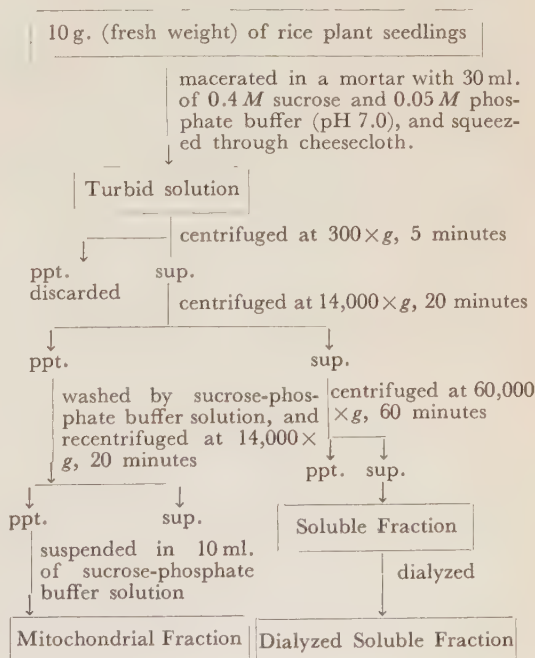 10 g. (fresh weight) of rice plant seedlings
macerated in a mortar with 30 ml.
of 0.4 M sucrose and 0.05 M phos-
phate buffer (pH 7.0), and squeez-
ed through cheesecloth.
Turbid solution
centrifuged at 300×g, 5 minutes
ppt. sup.
discarded
centrifuged at 14,000×g, 20 minutes
ppt. sup.
washed by sucrose-phos-
phate buffer solution, and
recentrifuged at 14,000×
g, 20 minutes
centrifuged at 60,000
×g, 60 minutes
ppt. sup.
ppt. sup.
Soluble Fraction
suspended in 10 ml.
of sucrose-phosphate
buffer solution
dialyzed
Mitochondrial Fraction
Dialyzed Soluble Fraction